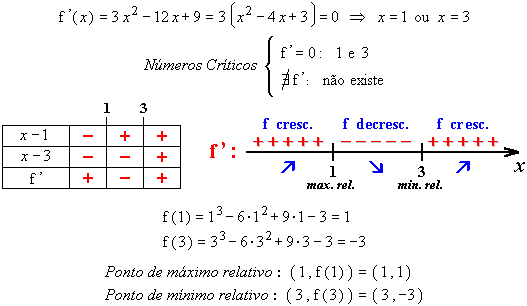 f'(x) = 3x² − 12x + 9 = 3(x² − 4x + 3) = 0 ⇒ x = 1 ou x = 3
Números Críticos { f' = 0: 1 e 3
∄ f': não existe
1 3
x − 1 − + +
x − 3 − − +
f' + − +
f cresc. f decresc. f cresc.
f': + + + + + − − − − − − + + + + +
1 3 x
max. rel. min. rel.
f(1) = 1³ − 6·1² + 9·1 − 3 = 1
f(3) = 3³ − 6·3² + 9·3 − 3 = −3
Ponto de máximo relativo : (1, f(1)) = (1, 1)
Ponto de mínimo relativo : (3, f(3)) = (3, −3)